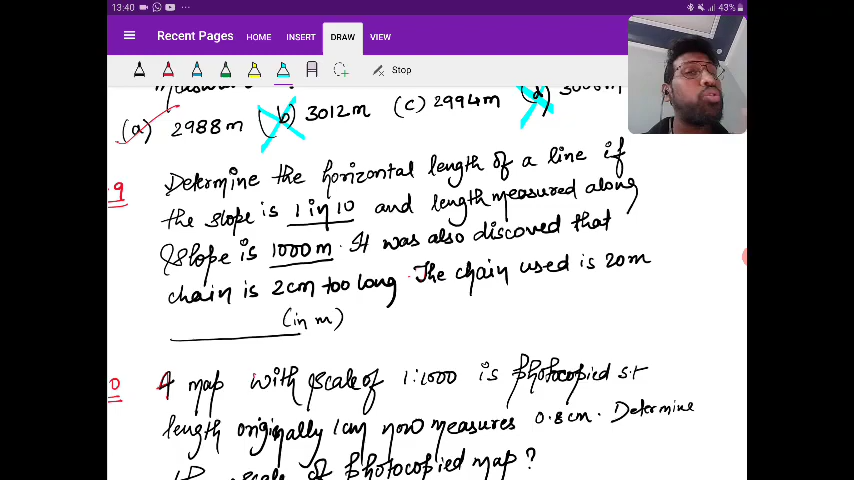 13:40
43%
Recent Pages HOME INSERT DRAW VIEW
Stop
(a) 2988m (b) 3012m (c) 2994m (d)
9 Determine the horizontal length of a line if
the slope is 1 in 10 and length measured along
slope is 1000m. It was also discovered that
chain is 2cm too long. The chain used is 20m
(in m)
0 A map with scale of 1:1000 is photocopied s.t
length originally 1cm now measures 0.8cm. Determine
scale of photocopied map?